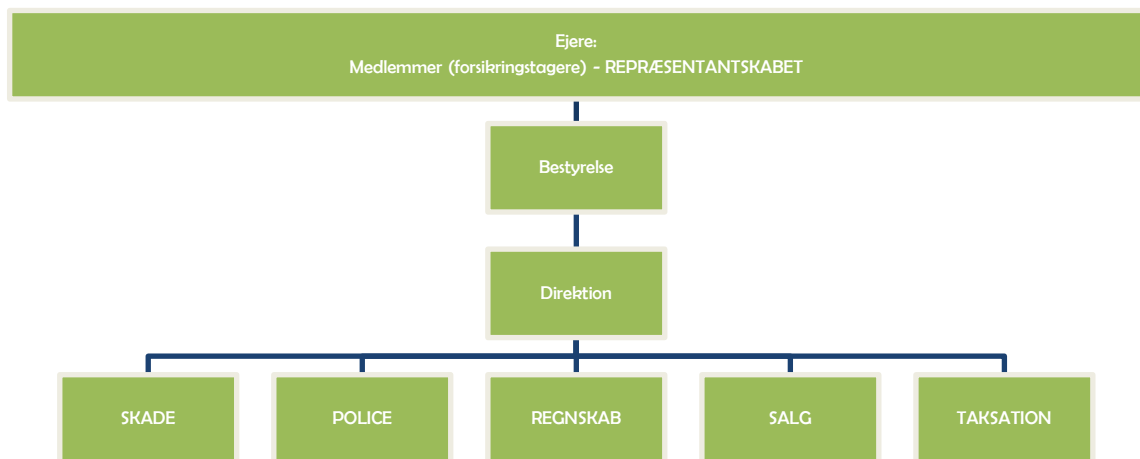 Ejere:
Medlemmer (forsikringstagere) - REPRÆSENTANTSKABET
Bestyrelse
Direktion
SKADE
POLICE
REGNSKAB
SALG
TAKSATION